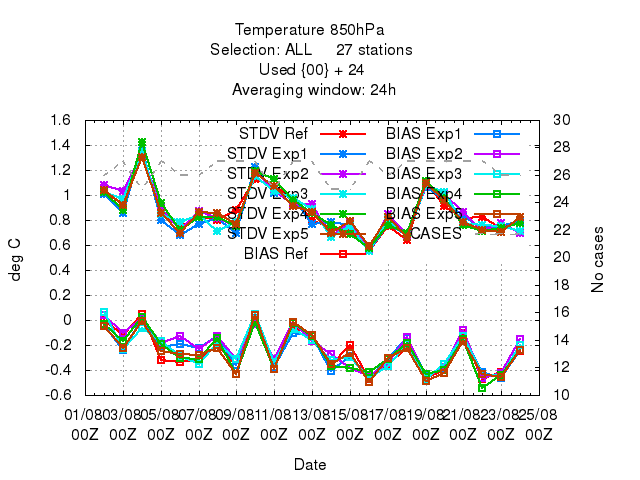 Temperature 850hPa
Selection: ALL 27 stations
Used {00} + 24
Averaging window: 24h
1.6
1.4
1.2
1
0.8
0.6
0.4
0.2
0
-0.2
-0.4
-0.6
deg C
30
28
26
24
22
20
18
16
14
12
10
No cases
STDV Ref
STDV Exp1
STDV Exp2
STDV Exp3
STDV Exp4
STDV Exp5
BIAS Ref
BIAS Exp1
BIAS Exp2
BIAS Exp3
BIAS Exp4
BIAS Exp5
CASES
01/08 03/08 05/08 07/08 09/08 11/08 13/08 15/08 17/08 19/08 21/08 23/08 25/08
00Z 00Z 00Z 00Z 00Z 00Z 00Z 00Z 00Z 00Z 00Z 00Z 00Z
Date